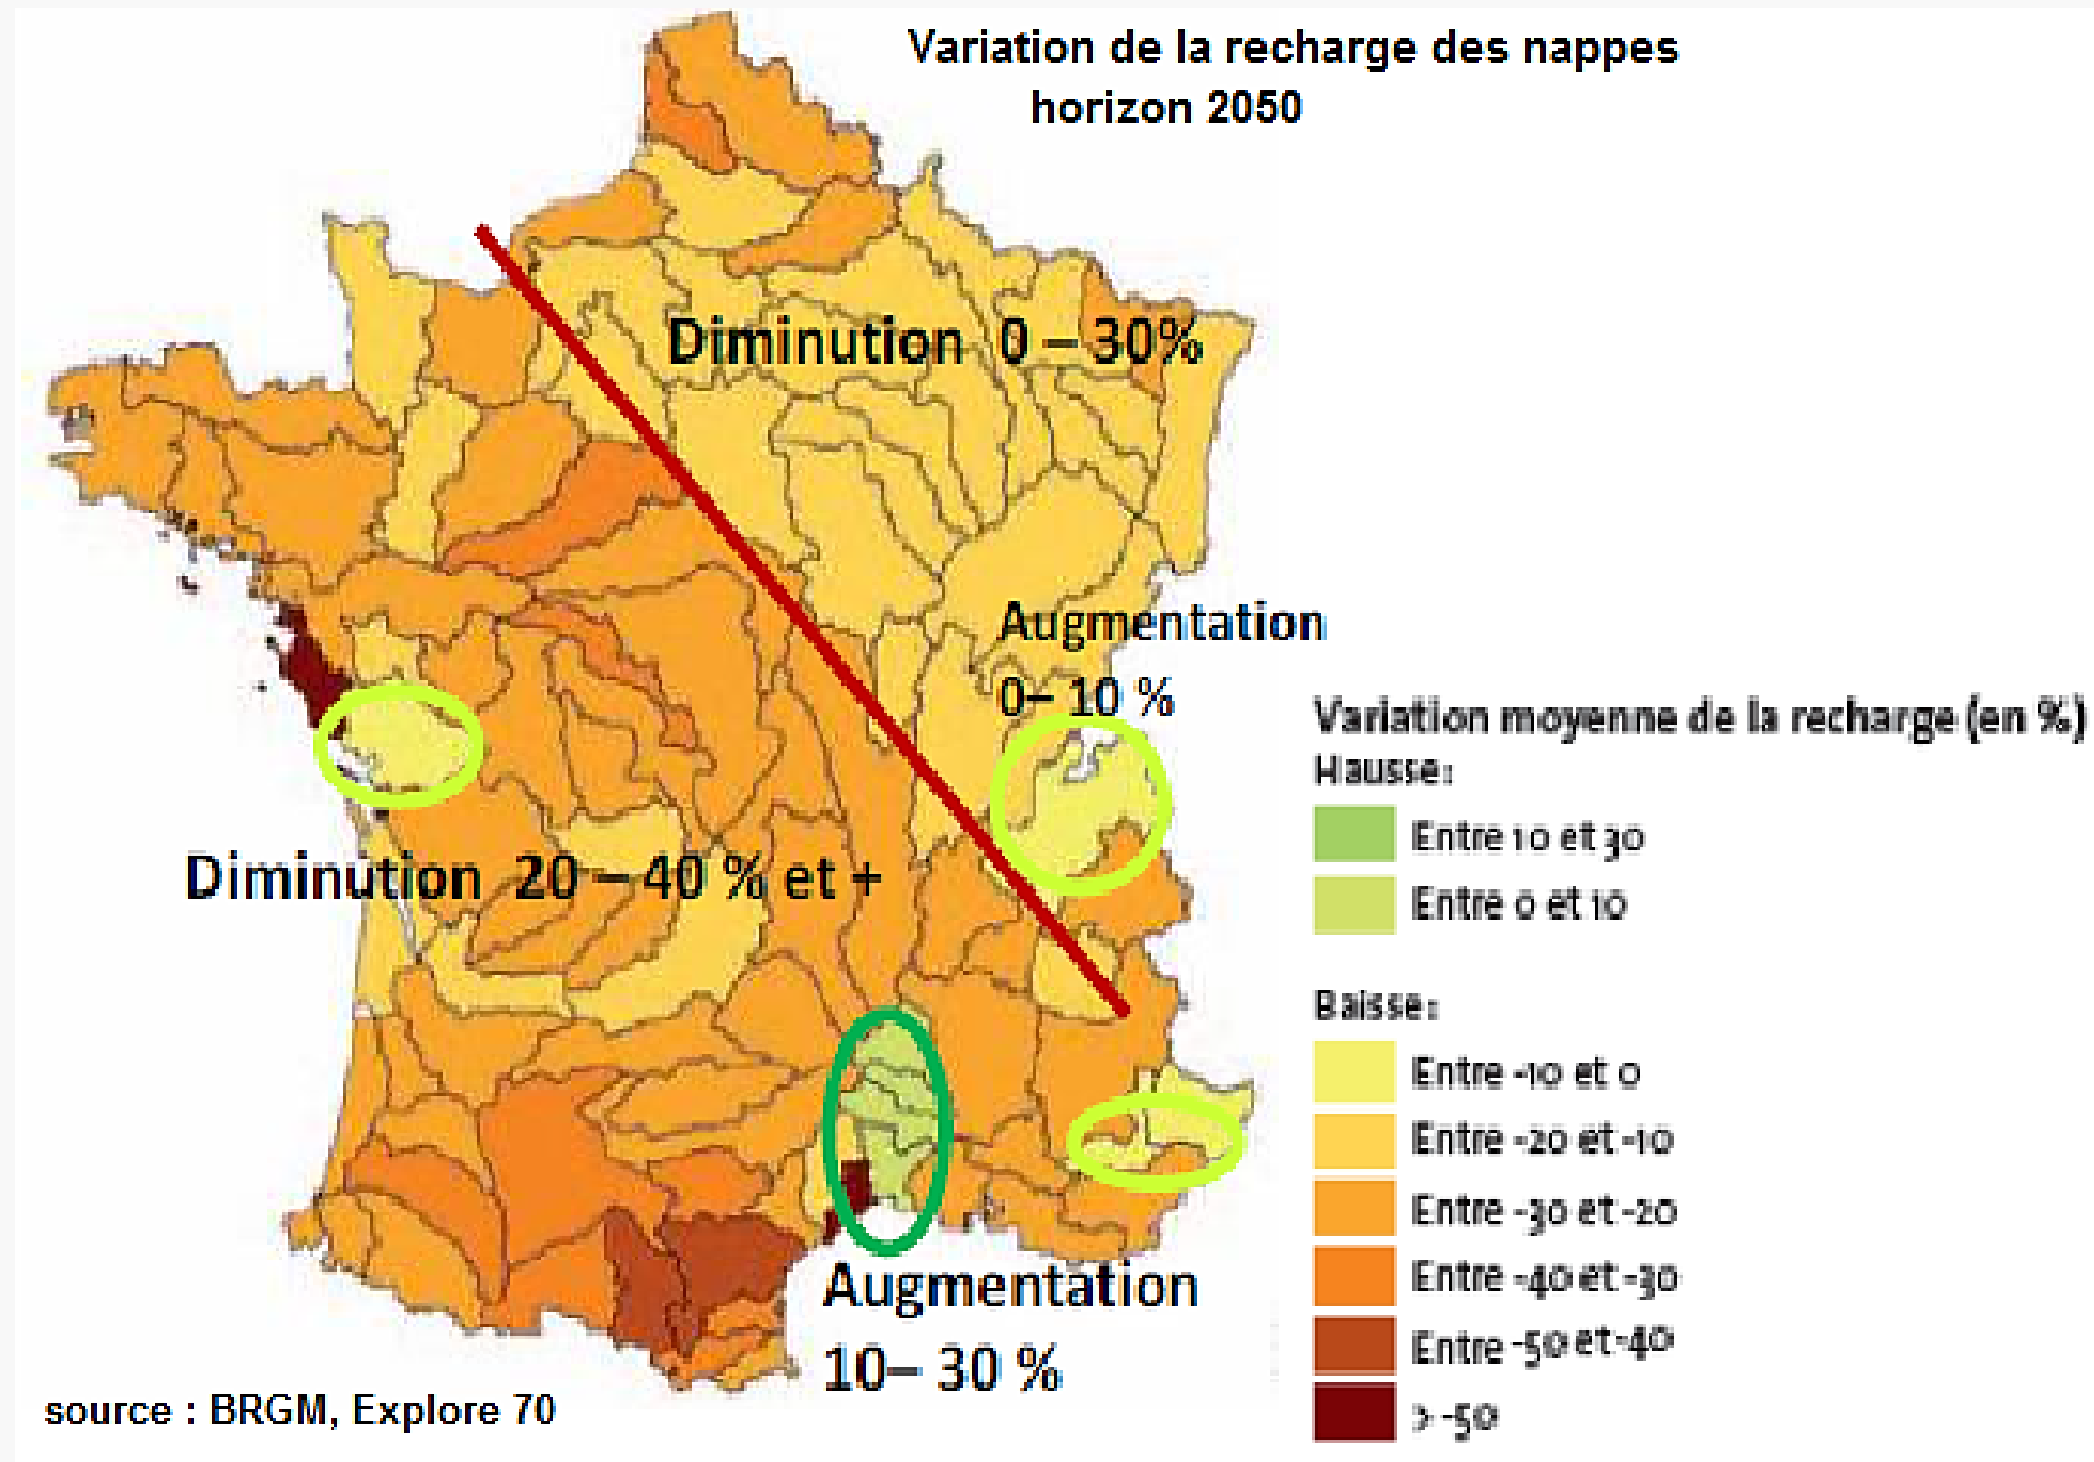 Variation de la recharge des nappes
horizon 2050
Diminution 0 – 30%
Augmentation
0– 10 %
Diminution 20 – 40 % et +
Augmentation
10– 30 %
source : BRGM, Explore 70
Variation moyenne de la recharge (en %)
Hausse:
Entre 10 et 30
Entre 0 et 10
Baisse:
Entre -10 et 0
Entre -20 et -10
Entre -30 et -20
Entre -40 et -30
Entre -50 et -40
> -50